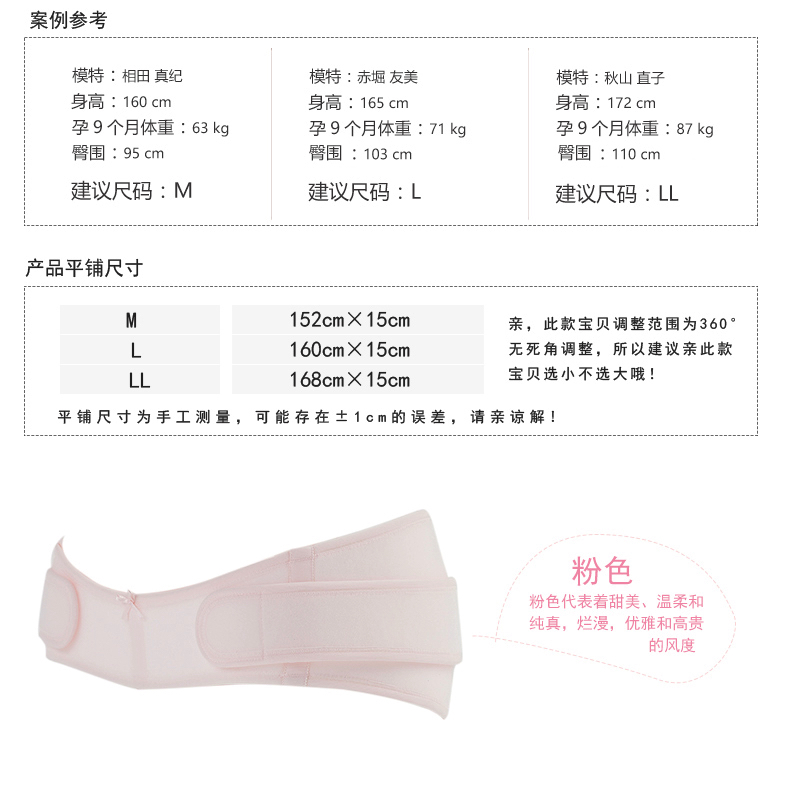 案例参考
模特：相田 真纪
身高：160 cm
孕 9 个月体重：63 kg
臀围：95 cm
建议尺码：M
模特：赤堀 友美
身高：165 cm
孕 9 个月体重：71 kg
臀围 ：103 cm
建议尺码：L
模特：秋山 直子
身高：172 cm
孕 9 个月体重：87 kg
臀围 ：110 cm
建议尺码：LL
产品平铺尺寸
M 152cm×15cm
L 160cm×15cm
LL 168cm×15cm
亲，此款宝贝调整范围为360°
无死角调整，所以建议亲此款
宝贝选小不选大哦！
平铺尺寸为手工测量，可能存在±1cm的误差，请亲谅解！
粉色
粉色代表着甜美、温柔和
纯真，烂漫，优雅和高贵
的风度